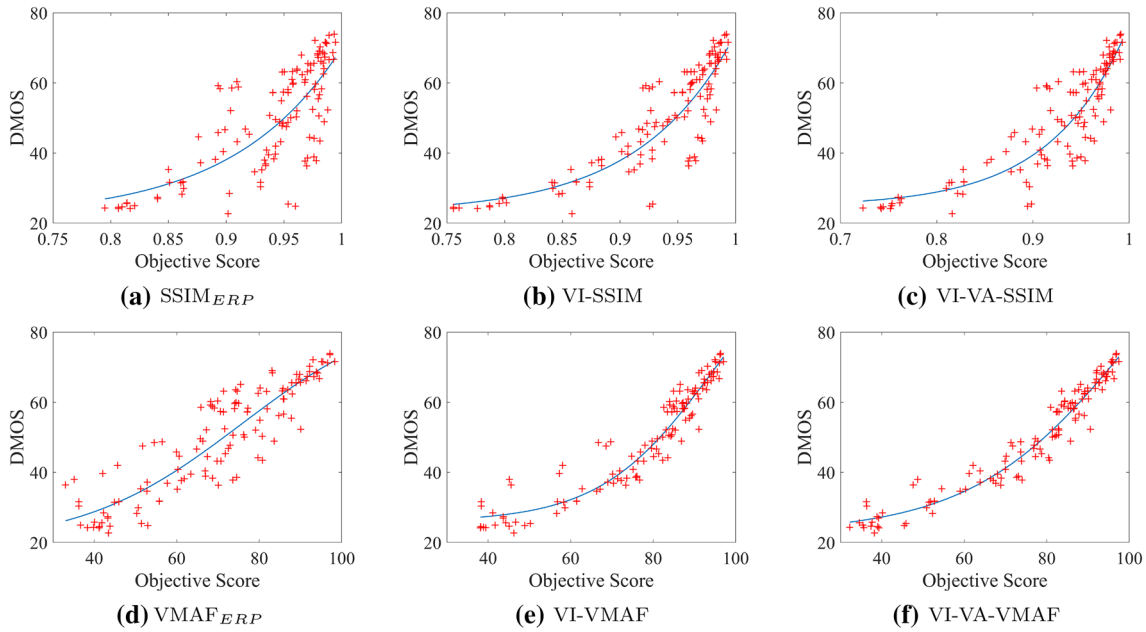 80
60
40
20
DMOS
0.75
0.8
0.85
0.9
0.95
1
Objective Score
(a) SSIM_ERP
80
60
40
20
DMOS
0.75
0.8
0.85
0.9
0.95
1
Objective Score
(b) VI-SSIM
80
60
40
20
DMOS
0.7
0.8
0.9
1
Objective Score
(c) VI-VA-SSIM
80
60
40
20
DMOS
40
60
80
100
Objective Score
(d) VMAF_ERP
80
60
40
20
DMOS
40
60
80
100
Objective Score
(e) VI-VMAF
80
60
40
20
DMOS
40
60
80
100
Objective Score
(f) VI-VA-VMAF